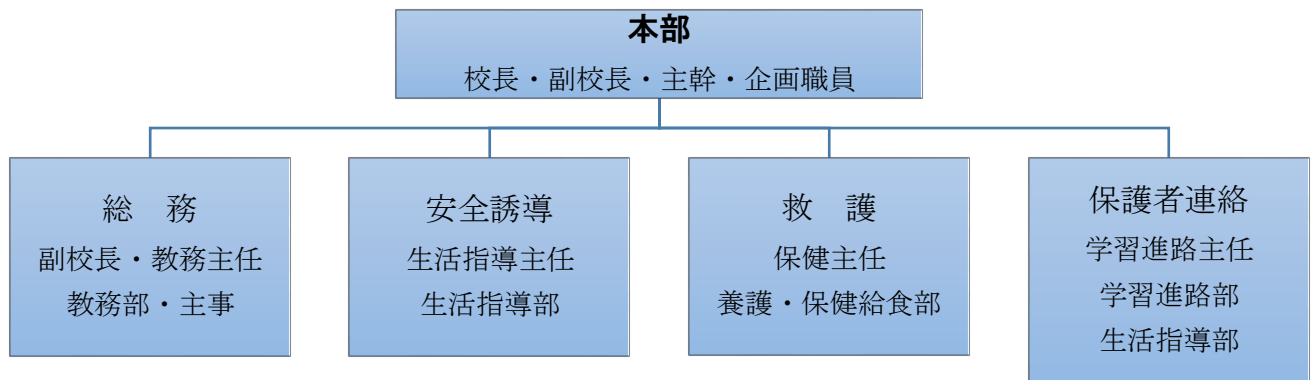 本部
校長・副校長・主幹・企画職員
総　務
副校長・教務主任
教務部・主事
安全誘導
生活指導主任
生活指導部
救　護
保健主任
養護・保健給食部
保護者連絡
学習進路主任
学習進路部
生活指導部